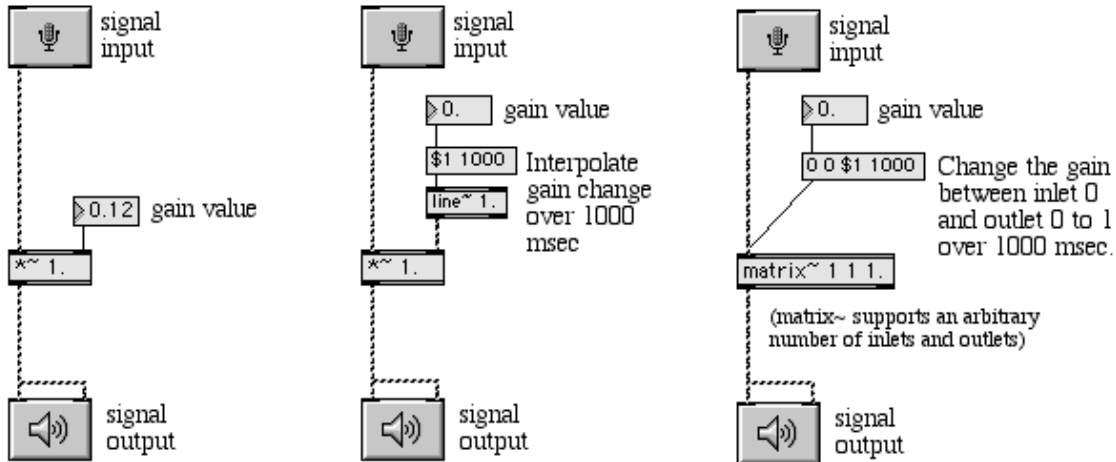 signal
input
0.12
gain value
*~ 1.
signal
output
signal
input
0.
gain value
$1 1000
Interpolate
gain change
over 1000
msec
line~ 1.
*~ 1.
signal
output
signal
input
0.
gain value
0 0 $1 1000
Change the gain
between inlet 0
and outlet 0 to 1
over 1000 msec.
matrix~ 1 1 1.
(matrix~ supports an arbitrary
number of inlets and outlets)
signal
output